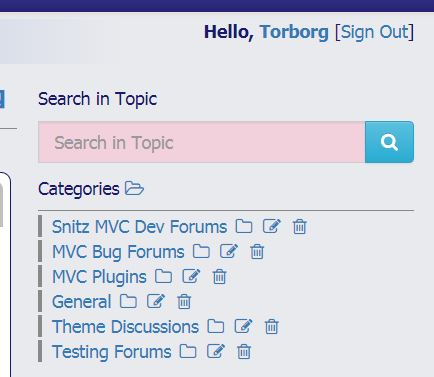 Hello, Torborg [Sign Out]
Search in Topic
Search in Topic
Categories
Snitz MVC Dev Forums
MVC Bug Forums
MVC Plugins
General
Theme Discussions
Testing Forums